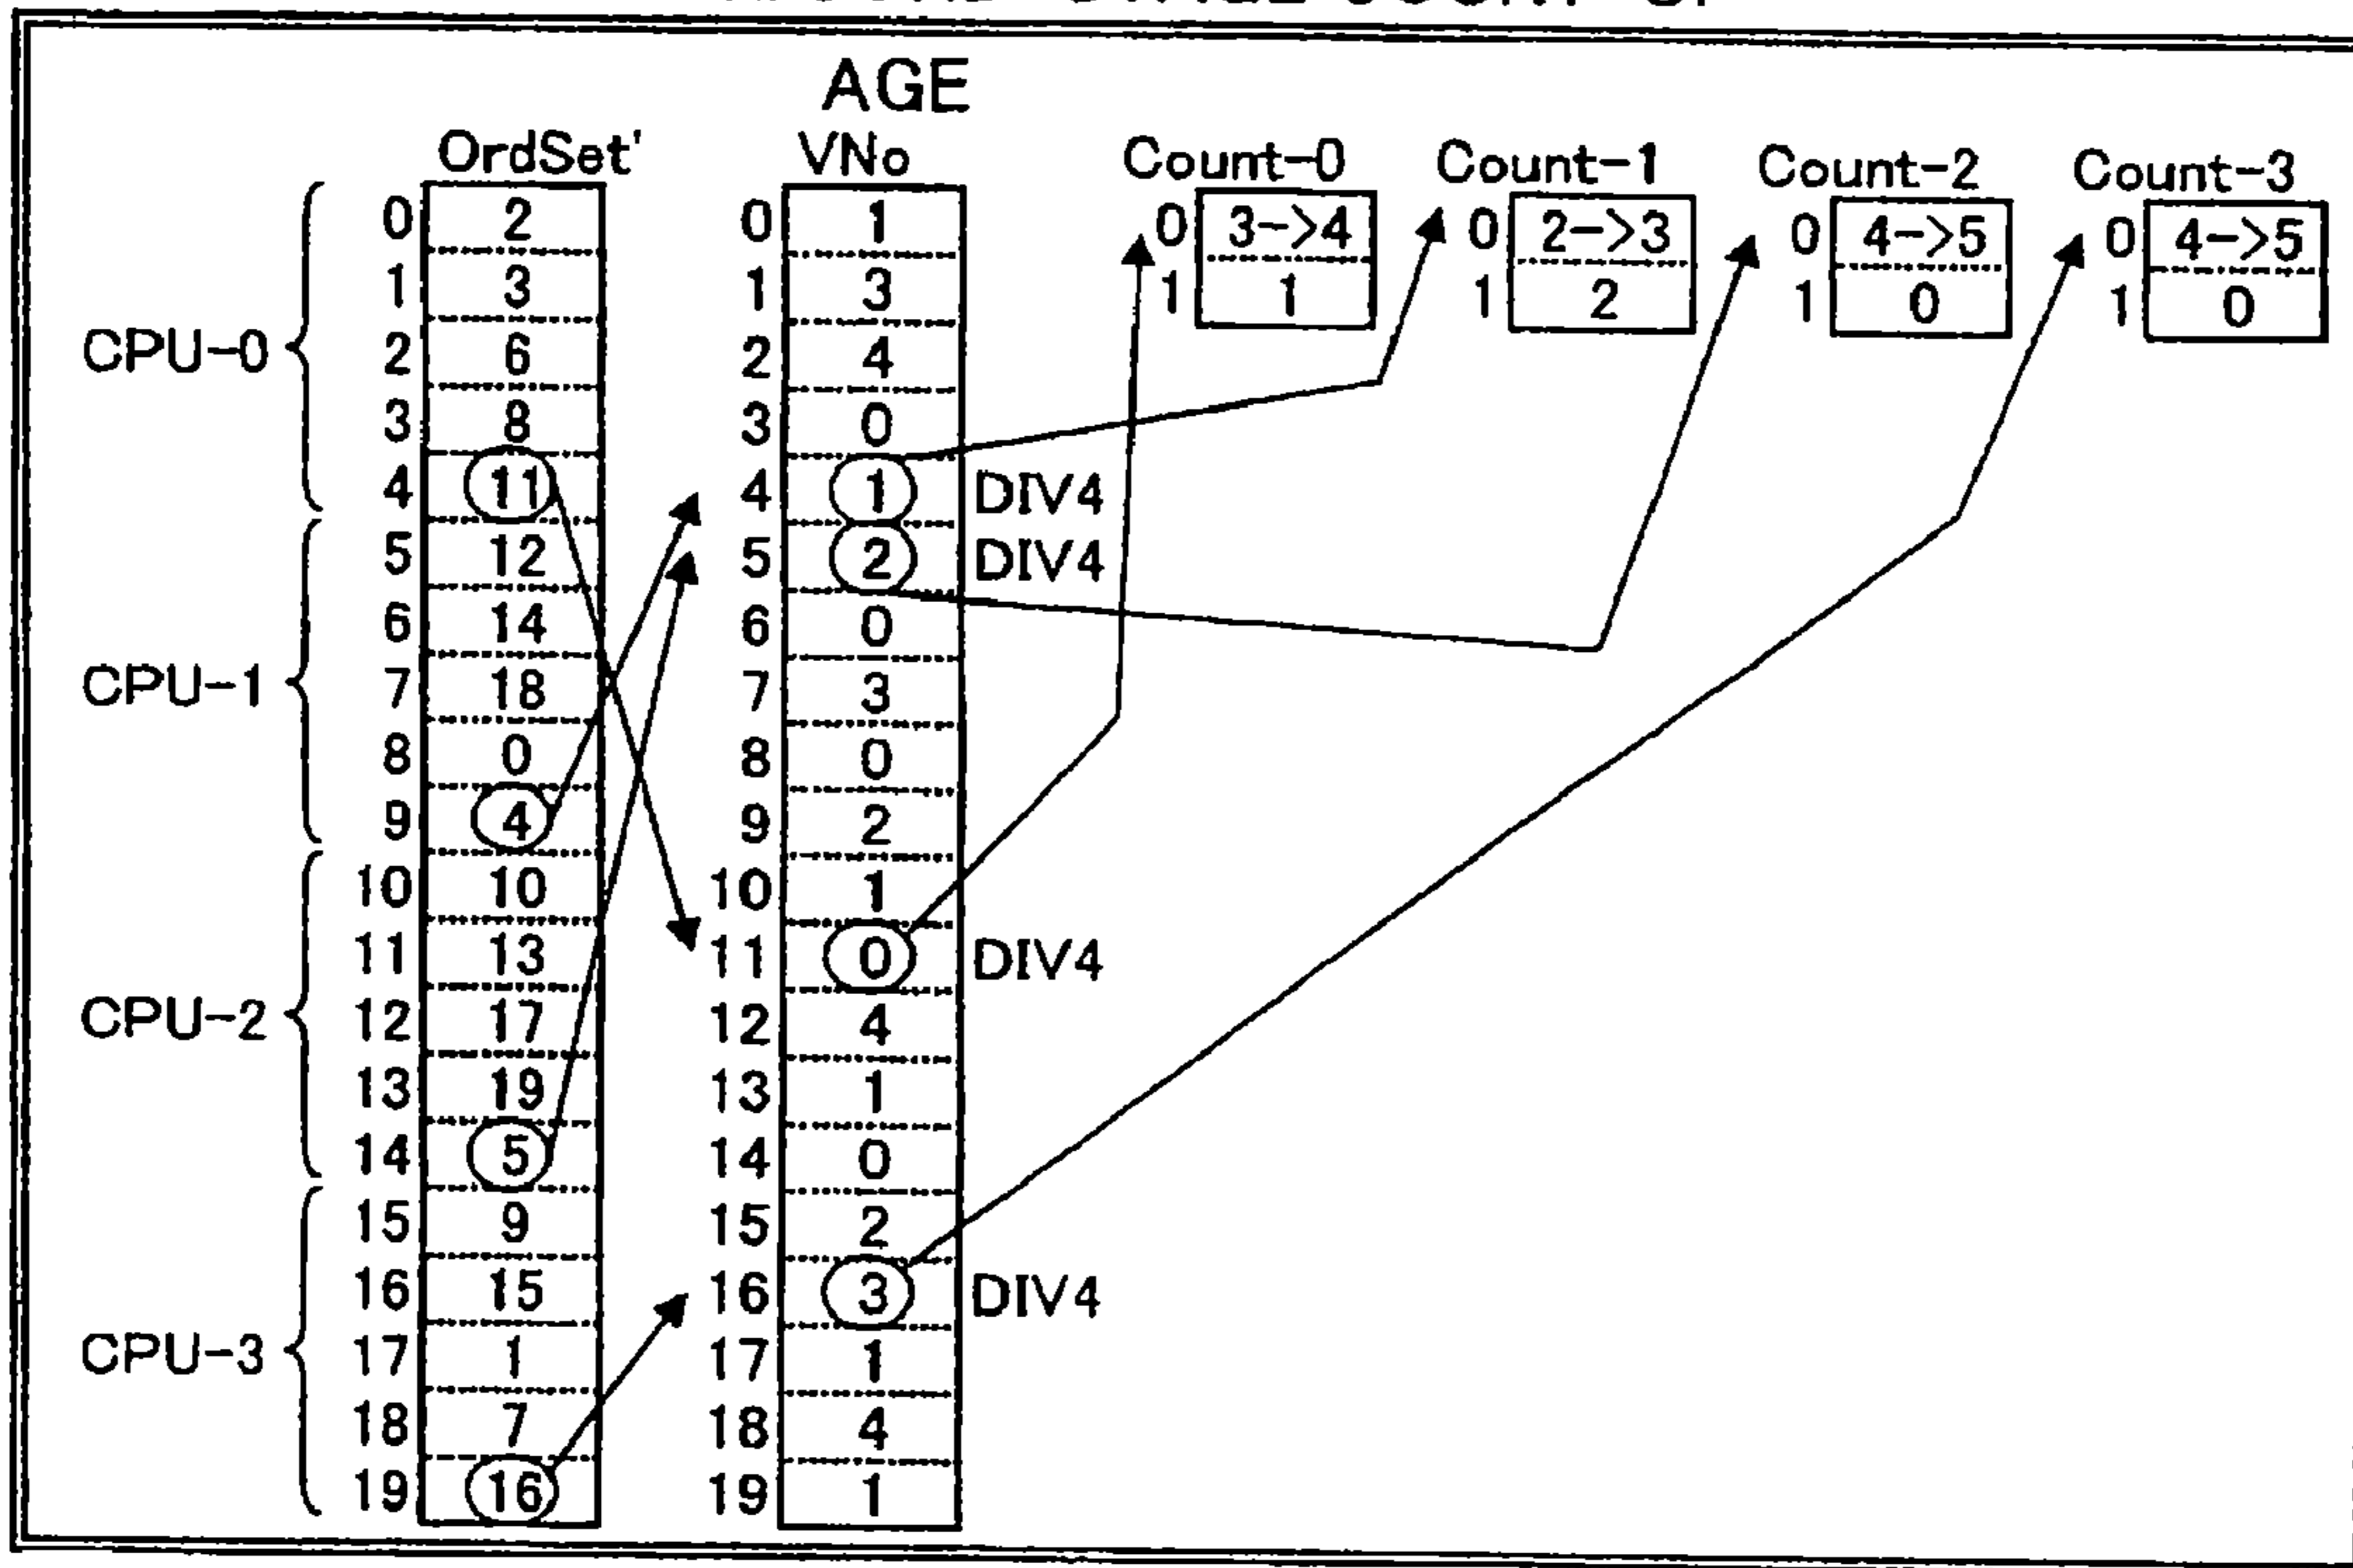 AGE
OrdSet' VNo Count-0 Count-1 Count-2 Count-3
0 2 0 1 0 3->4 0 2->3 0 4->5 0 4->5
1 3 1 3 1 1 1 2 1 0 1 0
CPU-0 2 6 2 4
3 8 3 0
4 11 4 1 DIV4
5 12 5 2 DIV4
6 14 6 0
CPU-1 7 18 7 3
8 0 8 0
9 4 9 2
10 10 10 1
11 13 11 0 DIV4
CPU-2 12 17 12 4
13 19 13 1
14 5 14 0
15 9 15 2
16 15 16 3 DIV4
CPU-3 17 1 17 1
18 7 18 4
19 16 19 1